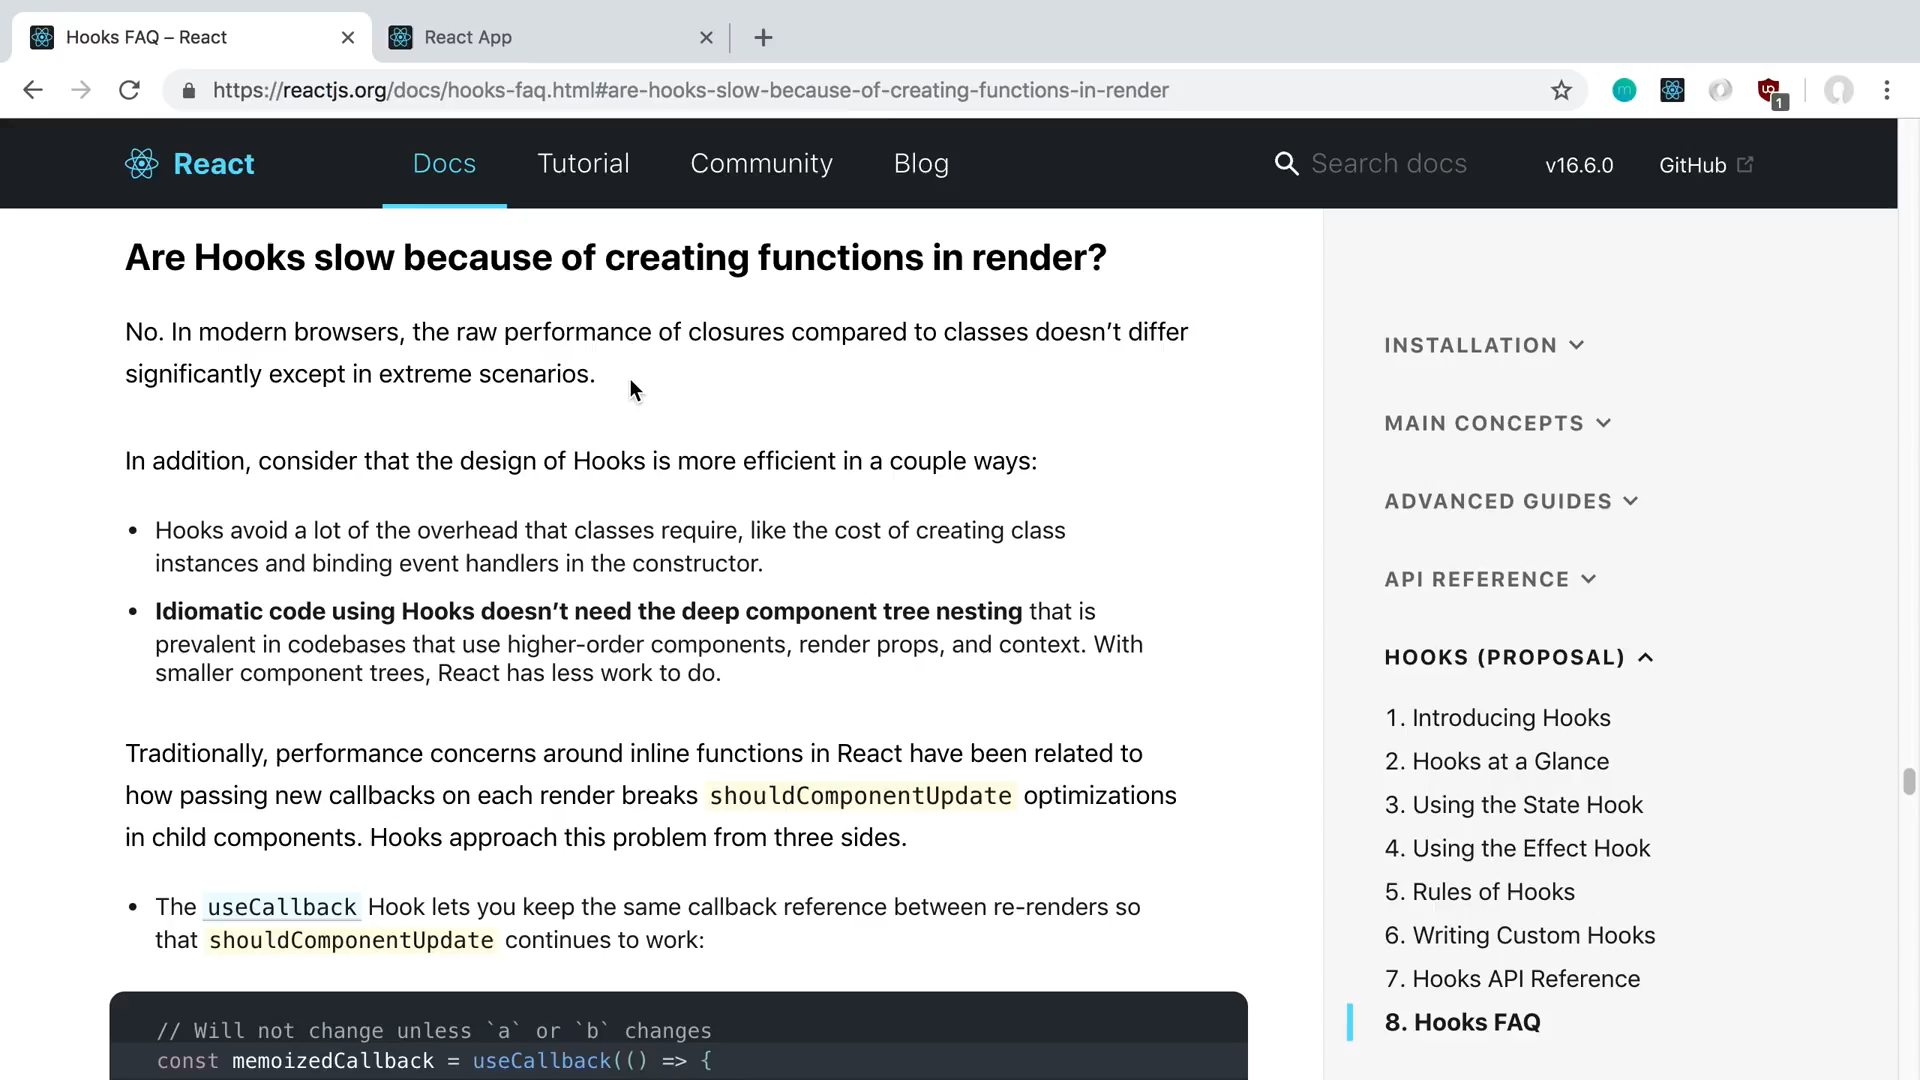 Hooks FAQ – React
React App
https://reactjs.org/docs/hooks-faq.html#are-hooks-slow-because-of-creating-functions-in-render
1
React
Docs
Tutorial
Community
Blog
Search docs
v16.6.0
GitHub
Are Hooks slow because of creating functions in render?
No. In modern browsers, the raw performance of closures compared to classes doesn’t differ
significantly except in extreme scenarios.
In addition, consider that the design of Hooks is more efficient in a couple ways:
• Hooks avoid a lot of the overhead that classes require, like the cost of creating class
instances and binding event handlers in the constructor.
• Idiomatic code using Hooks doesn’t need the deep component tree nesting that is
prevalent in codebases that use higher-order components, render props, and context. With
smaller component trees, React has less work to do.
Traditionally, performance concerns around inline functions in React have been related to
how passing new callbacks on each render breaks shouldComponentUpdate optimizations
in child components. Hooks approach this problem from three sides.
• The useCallback Hook lets you keep the same callback reference between re-renders so
that shouldComponentUpdate continues to work:
// Will not change unless `a` or `b` changes
const memoizedCallback = useCallback(() => {
INSTALLATION
MAIN CONCEPTS
ADVANCED GUIDES
API REFERENCE
HOOKS (PROPOSAL)
1. Introducing Hooks
2. Hooks at a Glance
3. Using the State Hook
4. Using the Effect Hook
5. Rules of Hooks
6. Writing Custom Hooks
7. Hooks API Reference
8. Hooks FAQ